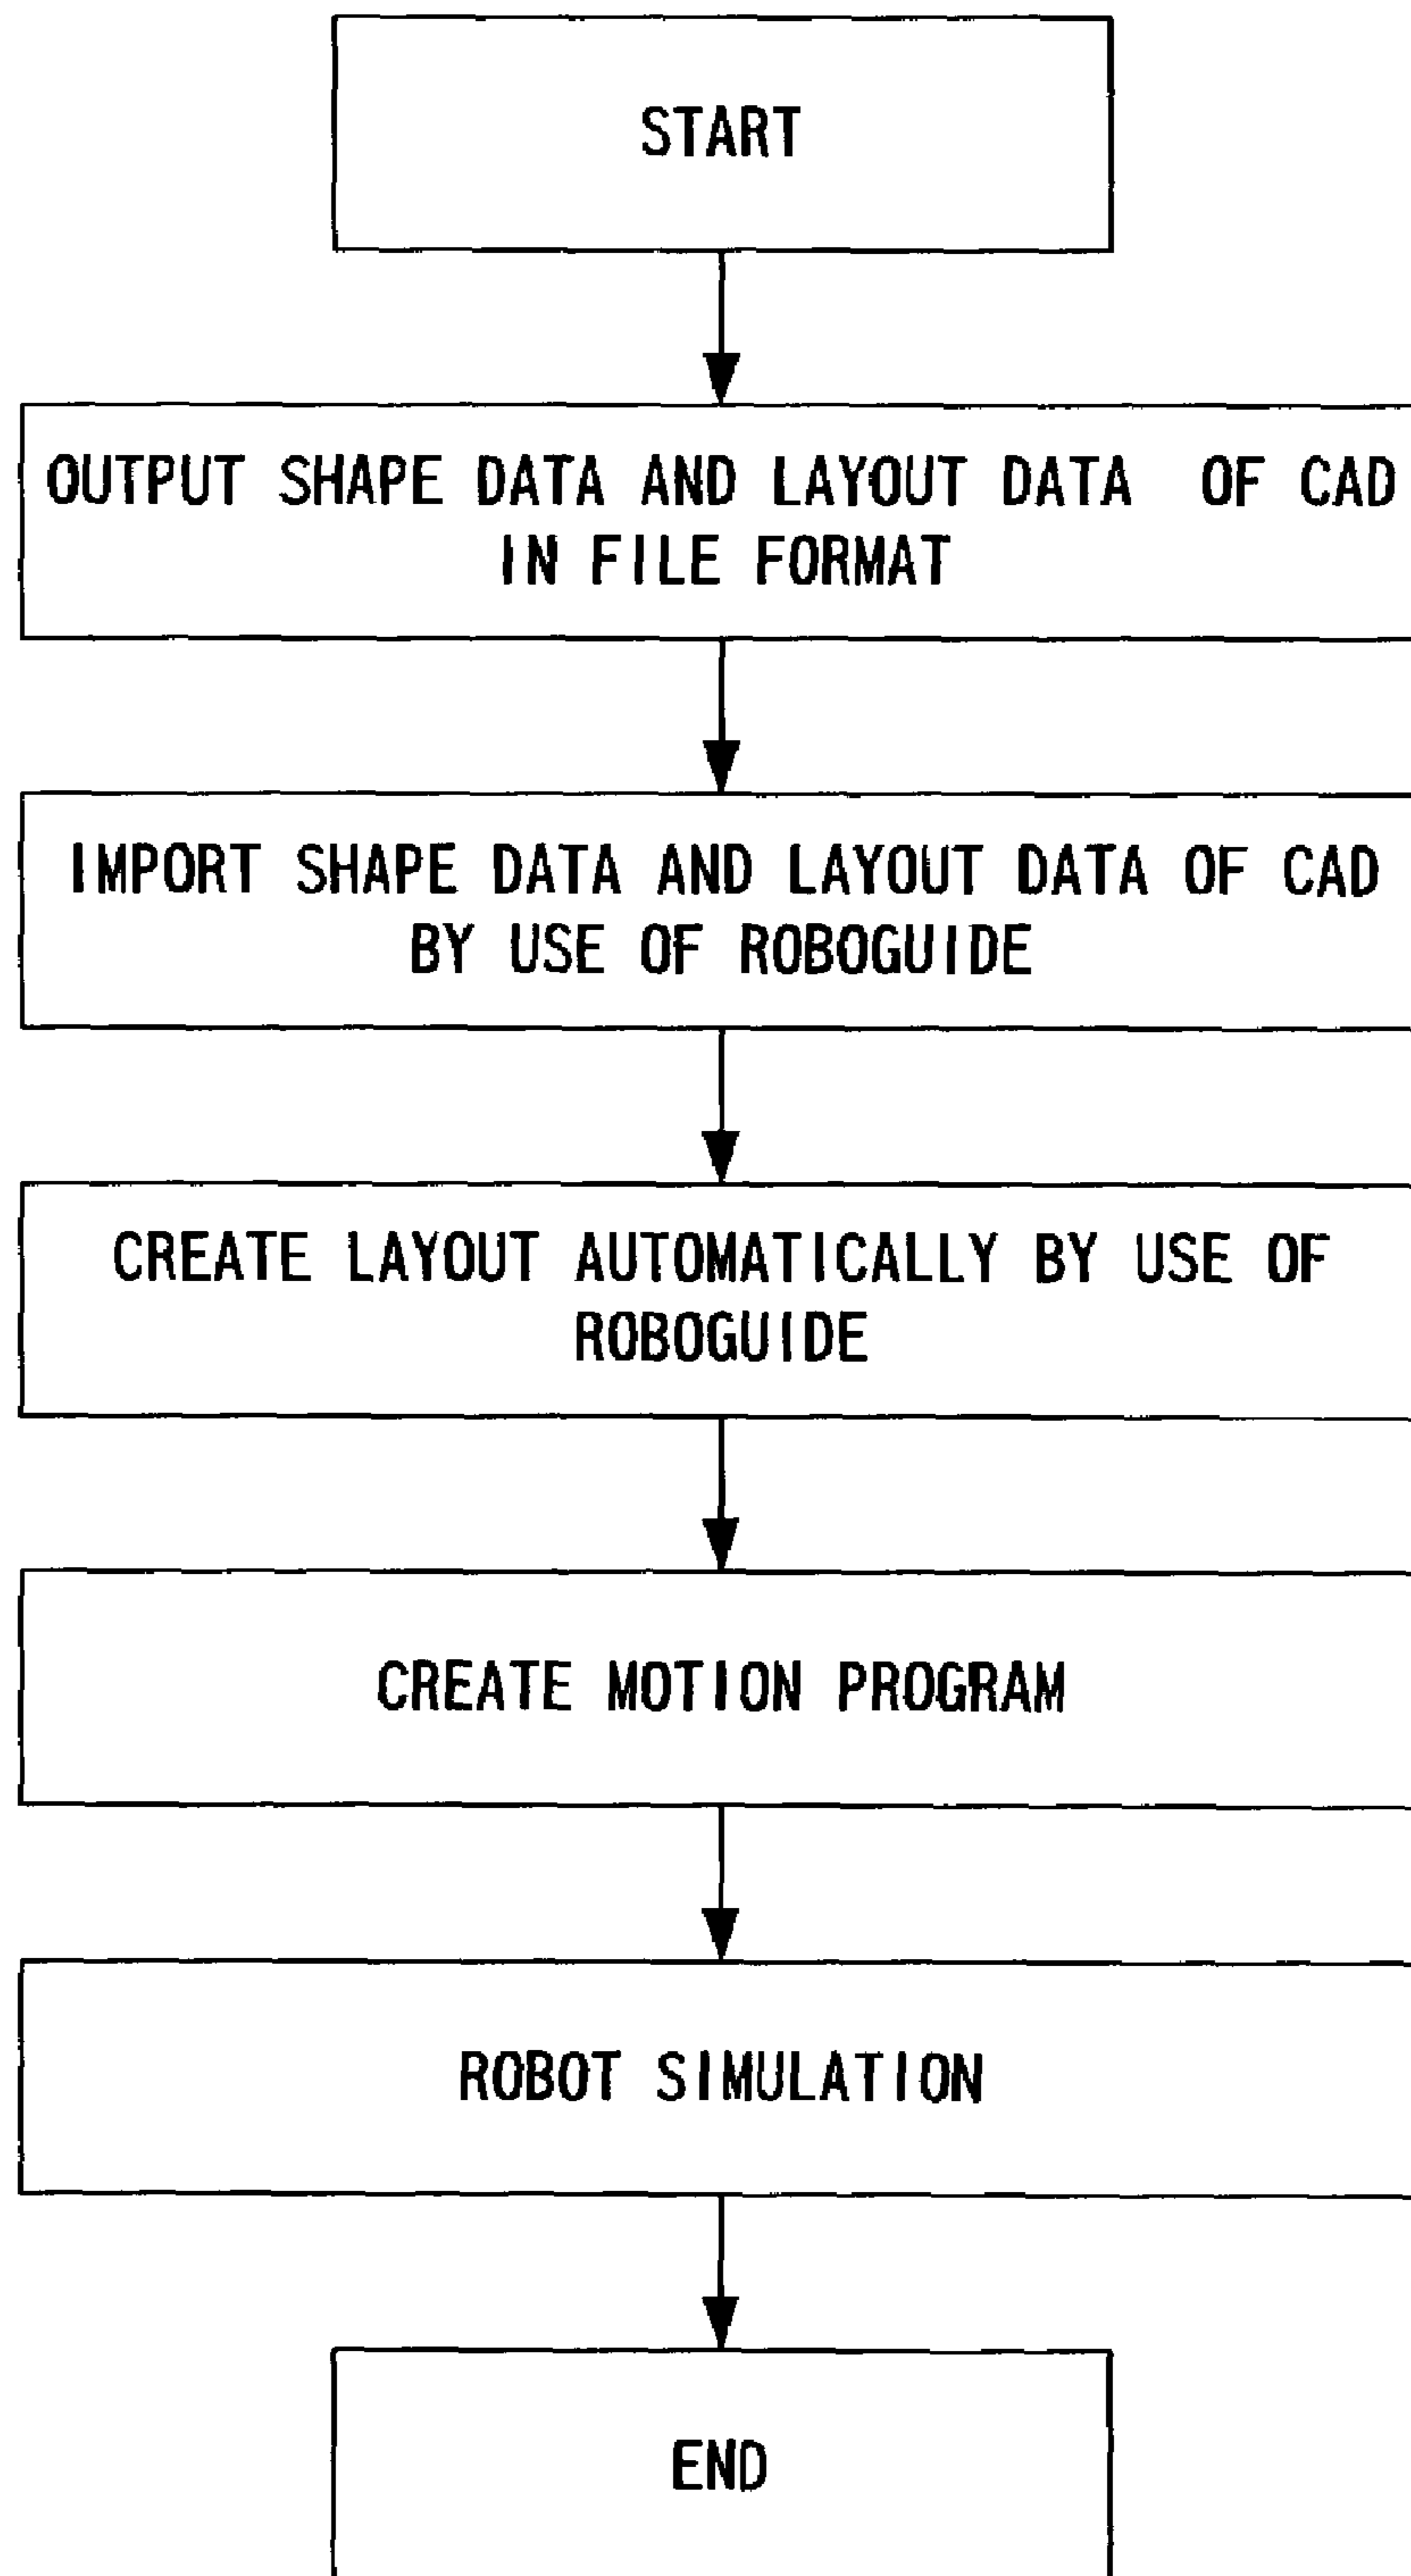 START
OUTPUT SHAPE DATA AND LAYOUT DATA OF CAD
IN FILE FORMAT
IMPORT SHAPE DATA AND LAYOUT DATA OF CAD
BY USE OF ROBOGUIDE
CREATE LAYOUT AUTOMATICALLY BY USE OF
ROBOGUIDE
CREATE MOTION PROGRAM
ROBOT SIMULATION
END